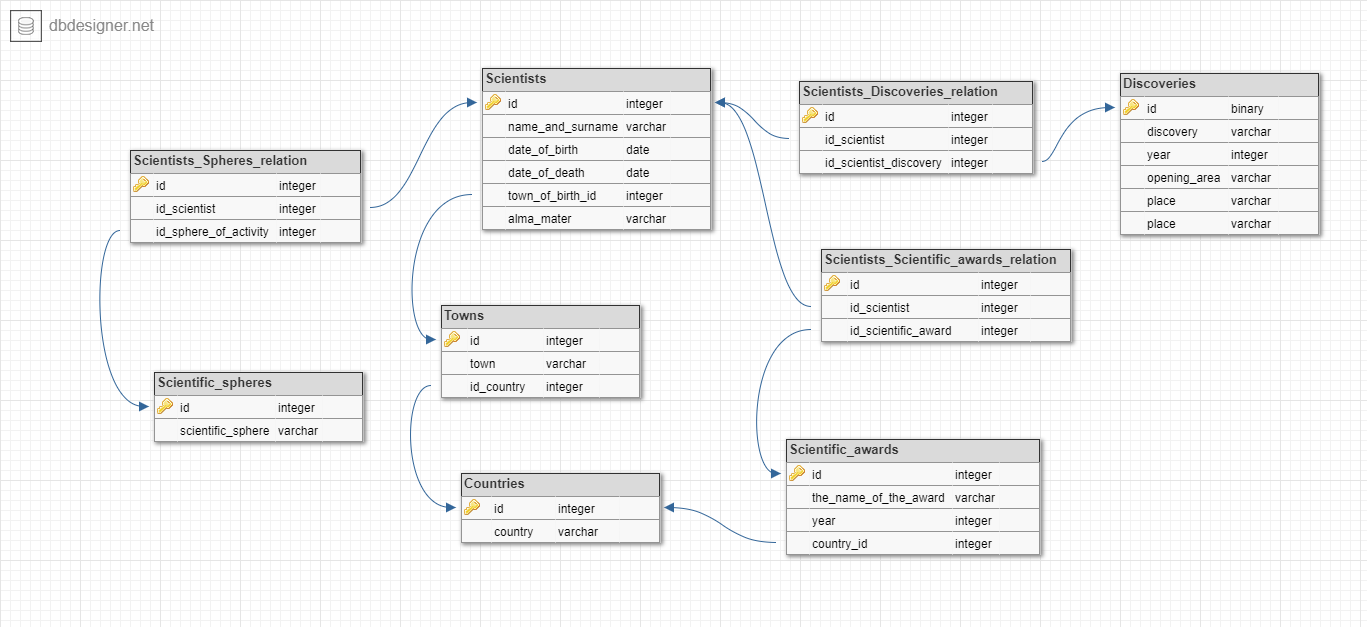 dbdesigner.net
Scientists
id integer
name_and_surname varchar
date_of_birth date
date_of_death date
town_of_birth_id integer
alma_mater varchar
Scientists_Discoveries_relation
id integer
id_scientist integer
id_scientist_discovery integer
Discoveries
id binary
discovery varchar
year integer
opening_area varchar
place varchar
place varchar
Scientists_Spheres_relation
id integer
id_scientist integer
id_sphere_of_activity integer
Scientists_Scientific_awards_relation
id integer
id_scientist integer
id_scientific_award integer
Towns
id integer
town varchar
id_country integer
Scientific_spheres
id integer
scientific_sphere varchar
Scientific_awards
id integer
the_name_of_the_award varchar
year integer
country_id integer
Countries
id integer
country varchar